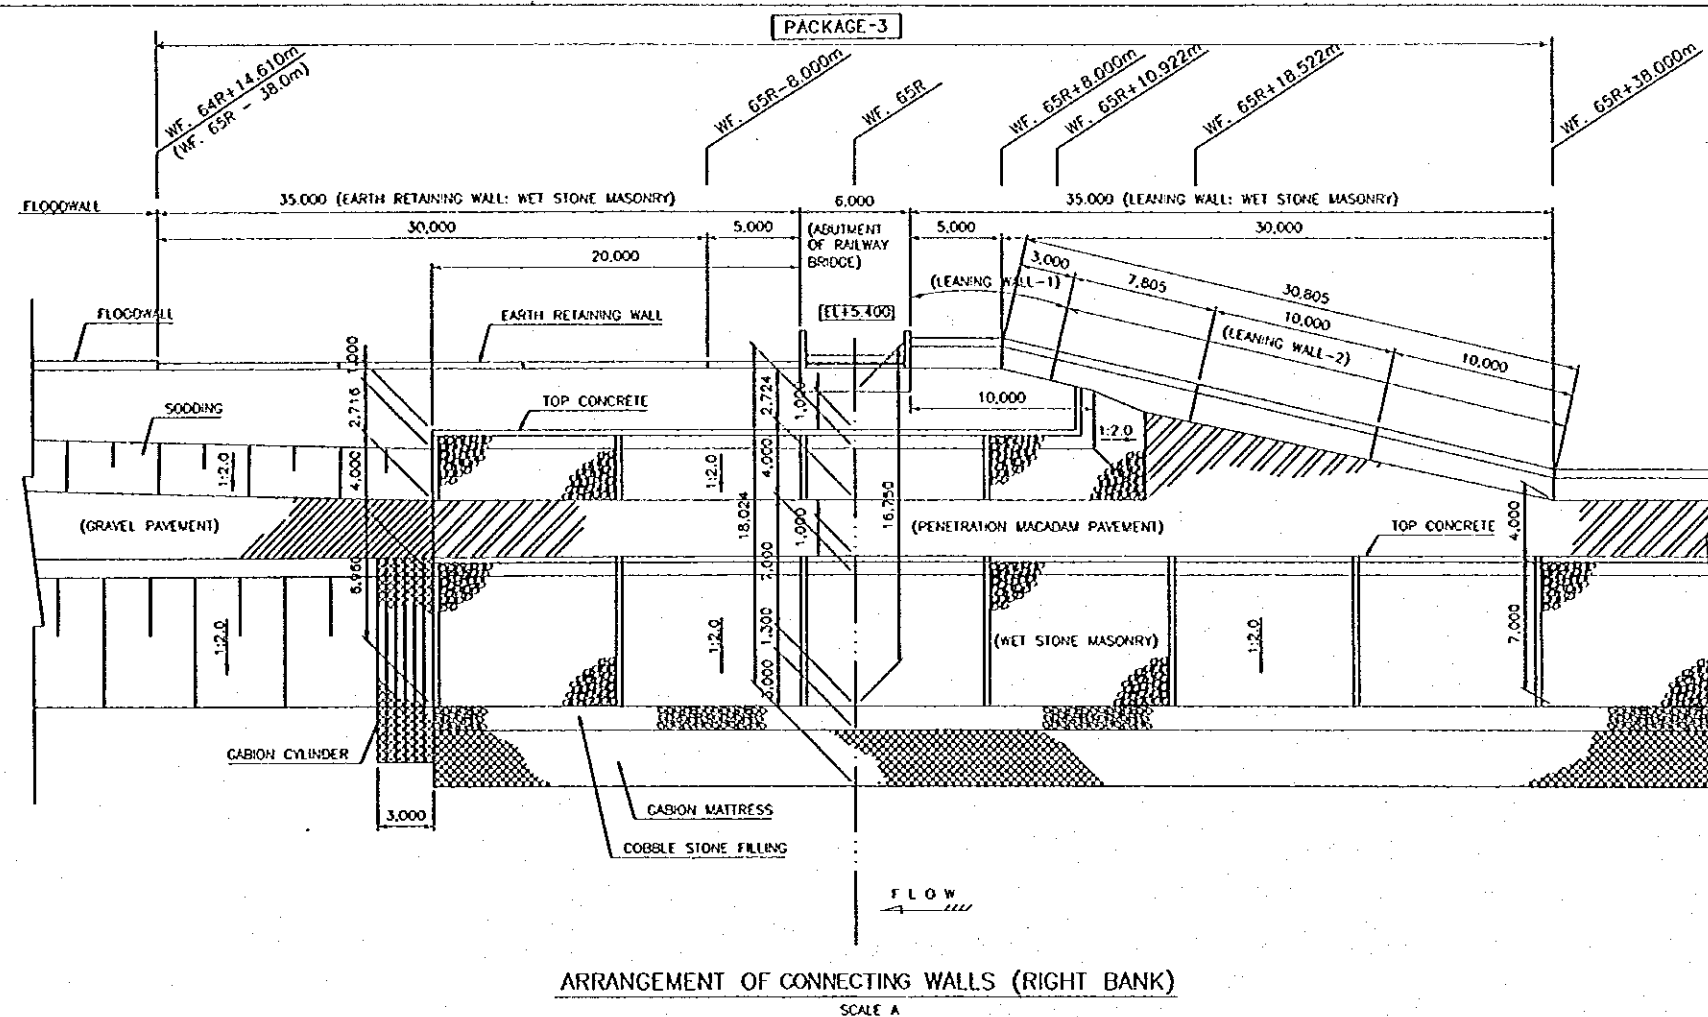 PACKAGE-3
WF. 64R+14.610m
(WF. 65R - 38.0m)
WF. 65R-8.000m
WF. 65R
WF. 65R+8.000m
WF. 65R+10.922m
WF. 65R+18.522m
WF. 65R+38.000m
FLOODWALL
35.000 (EARTH RETAINING WALL: WET STONE MASONRY)
6,000
35.000 (LEANING WALL: WET STONE MASONRY)
30,000
5,000
(ABUTMENT
OF RAILWAY
BRIDGE)
5,000
30,000
20,000
3,000
7,805
30,805
10,000
10,000
(LEANING WALL-1)
(LEANING WALL-2)
EL+5.400
FLOODWALL
EARTH RETAINING WALL
1,000
2,716
4,000
6,960
SODDING
TOP CONCRETE
2,724
1,000
10,000
1:2.0
1:2.0
1:2.0
4,000
18,024
16,750
(GRAVEL PAVEMENT)
1,000
(PENETRATION MACADAM PAVEMENT)
TOP CONCRETE
4,000
7,000
7,000
1:2.0
1:2.0
1,300
(WET STONE MASONRY)
1:2.0
GABION CYLINDER
3,000
GABION MATTRESS
COBBLE STONE FILLING
FLOW
ARRANGEMENT OF CONNECTING WALLS (RIGHT BANK)
SCALE A